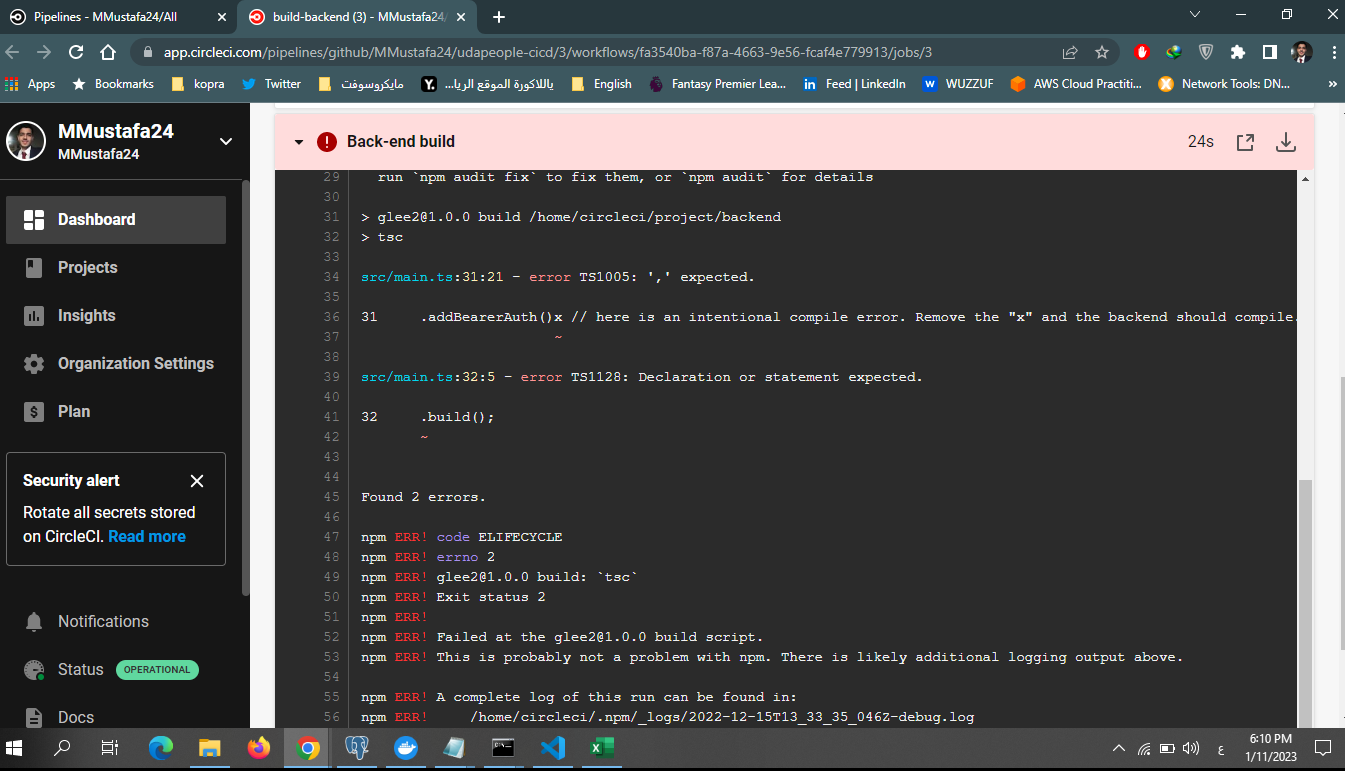 Pipelines - MMustafa24/All
build-backend (3) - MMustafa24/
app.circleci.com/pipelines/github/MMustafa24/udapeople-cicd/3/workflows/fa3540ba-f87a-4663-9e56-fcaf4e779913/jobs/3
Apps
Bookmarks
kopra
Twitter
مايكروسوفت
ياللاكورة الموقع الريا...
English
Fantasy Premier Lea...
Feed | LinkedIn
WUZZUF
AWS Cloud Practiti...
Network Tools: DN...
»
MMustafa24
MMustafa24
Dashboard
Projects
Insights
Organization Settings
Plan
Security alert
Rotate all secrets stored
on CircleCI. Read more
Notifications
Status OPERATIONAL
Docs
Back-end build 24s
29 run `npm audit fix` to fix them, or `npm audit` for details
30
31 > glee2@1.0.0 build /home/circleci/project/backend
32 > tsc
33
34 src/main.ts:31:21 - error TS1005: ',' expected.
35
36 31 .addBearerAuth()x // here is an intentional compile error. Remove the "x" and the backend should compile.
37 ~
38
39 src/main.ts:32:5 - error TS1128: Declaration or statement expected.
40
41 32 .build();
42 ~
43
44
45 Found 2 errors.
46
47 npm ERR! code ELIFECYCLE
48 npm ERR! errno 2
49 npm ERR! glee2@1.0.0 build: `tsc`
50 npm ERR! Exit status 2
51 npm ERR!
52 npm ERR! Failed at the glee2@1.0.0 build script.
53 npm ERR! This is probably not a problem with npm. There is likely additional logging output above.
54
55 npm ERR! A complete log of this run can be found in:
56 npm ERR! /home/circleci/.npm/_logs/2022-12-15T13_33_35_046Z-debug.log
ع
6:10 PM
1/11/2023